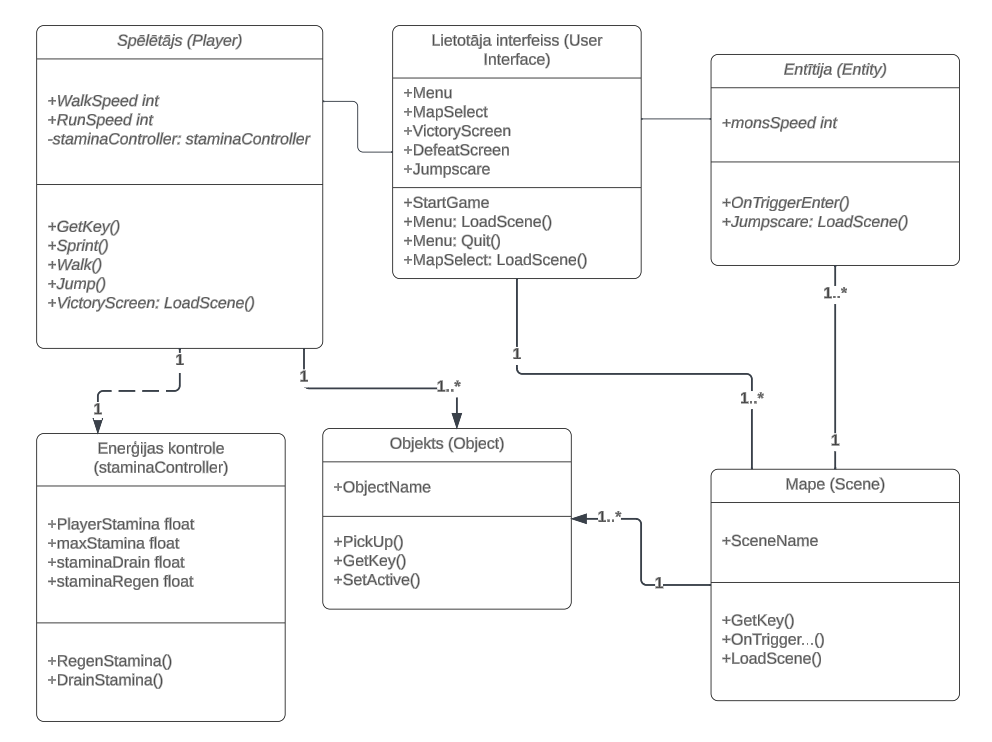 Spēlētājs (Player)
+WalkSpeed int
+RunSpeed int
-staminaController: staminaController
+GetKey()
+Sprint()
+Walk()
+Jump()
+VictoryScreen: LoadScene()
Lietotāja interfeiss (User
Interface)
+Menu
+MapSelect
+VictoryScreen
+DefeatScreen
+Jumpscare
+StartGame
+Menu: LoadScene()
+Menu: Quit()
+MapSelect: LoadScene()
Entītija (Entity)
+monsSpeed int
+OnTriggerEnter()
+Jumpscare: LoadScene()
1
1
1
1..*
1
1..*
1..*
1
Enerģijas kontrole
(staminaController)
+PlayerStamina float
+maxStamina float
+staminaDrain float
+staminaRegen float
+RegenStamina()
+DrainStamina()
Objekts (Object)
+ObjectName
+PickUp()
+GetKey()
+SetActive()
1..*
1
Mape (Scene)
+SceneName
+GetKey()
+OnTrigger...()
+LoadScene()